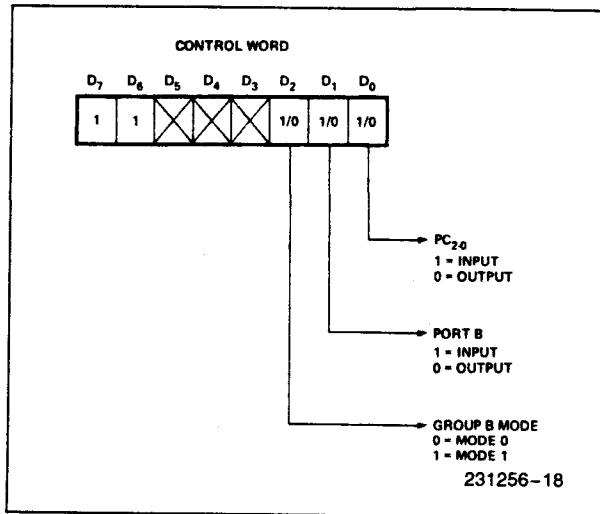 CONTROL WORD
D7 D6 D5 D4 D3 D2 D1 D0
1 1 1/0 1/0 1/0
PC2-0
1 = INPUT
0 = OUTPUT
PORT B
1 = INPUT
0 = OUTPUT
GROUP B MODE
0 = MODE 0
1 = MODE 1
231256-18